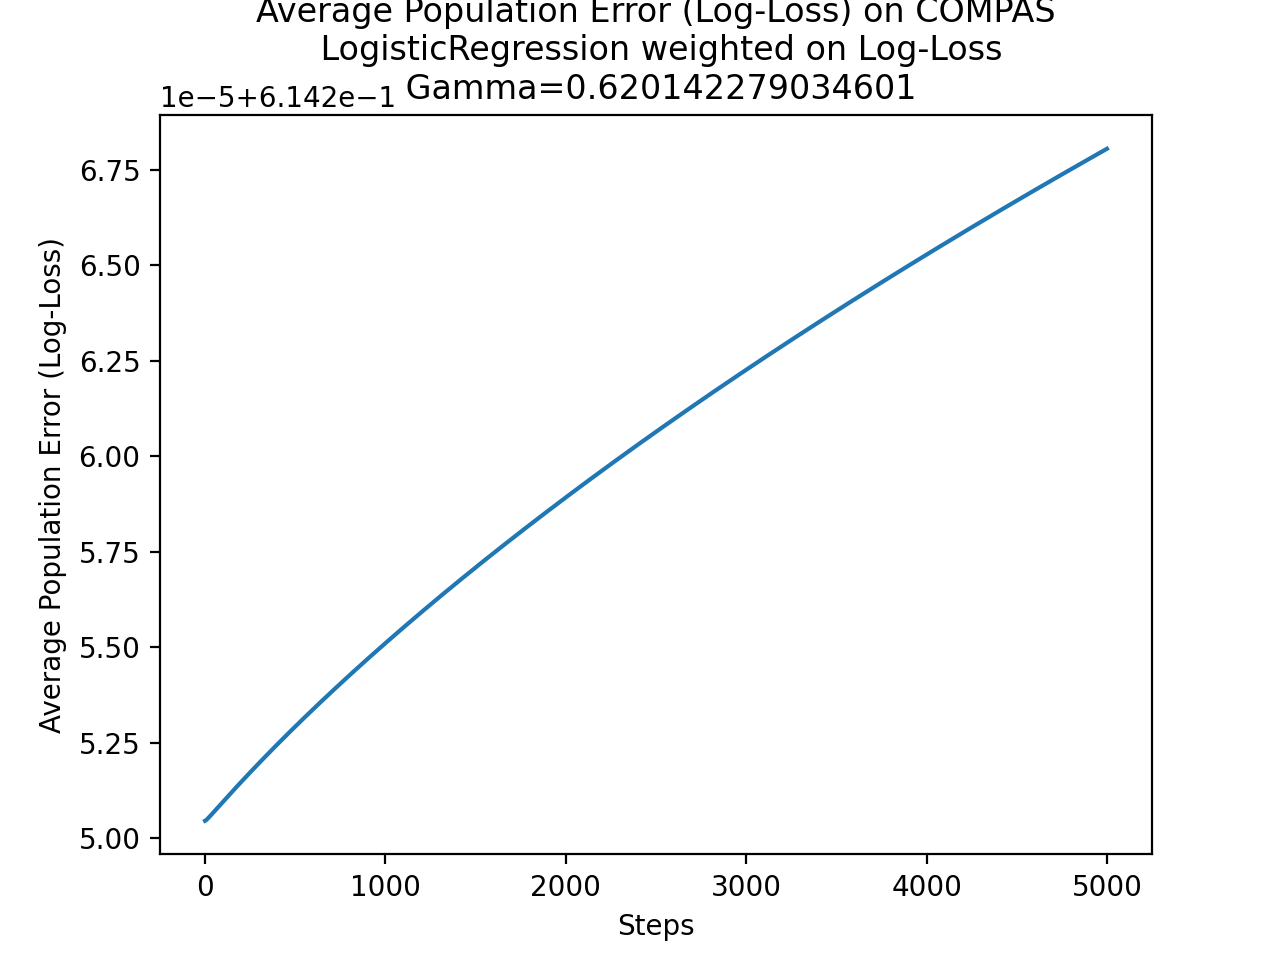 Average Population Error (Log-Loss) on COMPAS
LogisticRegression weighted on Log-Loss
Gamma=0.620142279034601
1e−5+6.142e−1
6.75
6.50
6.25
6.00
5.75
5.50
5.25
5.00
Average Population Error (Log-Loss)
0 1000 2000 3000 4000 5000
Steps